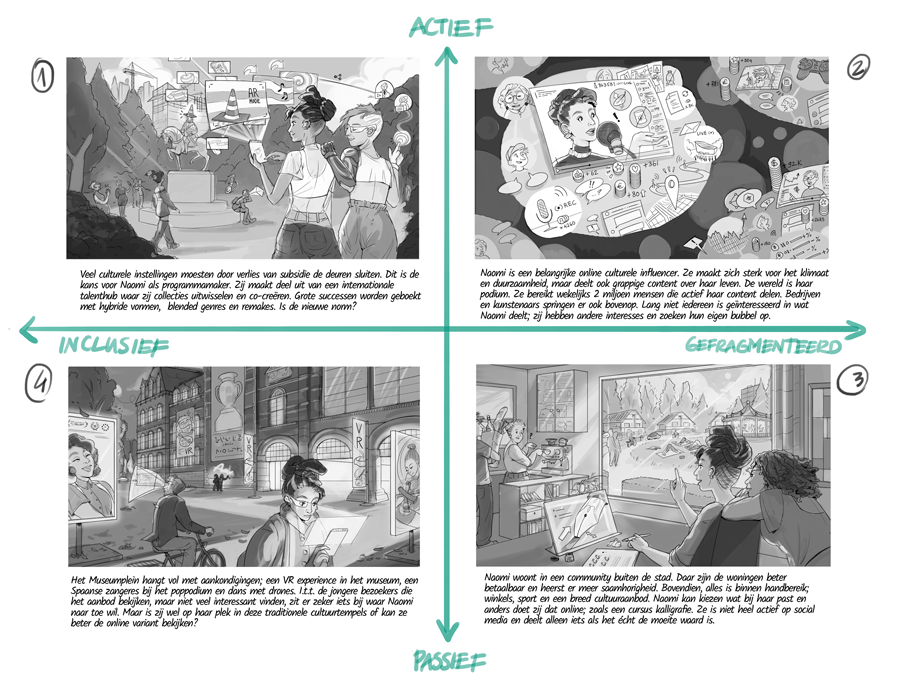 ACTIEF
1
AR
MODE
Veel culturele instellingen moesten door verlies van subsidie de deuren sluiten. Dit is de
kans voor Naomi als programmamaker. Zij maakt deel uit van een internationale
talenthub waar zij collecties uitwisselen en co-creëren. Grote successen worden geboekt
met hybride vormen, blended genres en remakes. Is de nieuwe norm?
2
LIVE
REC
+62
+361
Naomi is een belangrijke online culturele influencer. Ze maakt zich sterk voor het klimaat
en duurzaamheid, maar deelt ook grappige content over haar leven. De wereld is haar
podium. Ze bereikt wekelijks 2 miljoen mensen die actief haar content delen. Bedrijven
en kunstenaars springen er ook bovenop. Lang niet iedereen is geïnteresseerd in wat
Naomi deelt; zij hebben andere interesses en zoeken hun eigen bubbel op.
INCLUSIEF
GEFRAGMENTEERD
4
VR
VR
Het Museumplein hangt vol met aankondigingen; een VR experience in het museum, een
Spaanse zangeres bij het poppodium en dans met drones. I.t.t. de jongere bezoekers die
het aanbod bekijken, maar niet veel interessant vinden, zit er zeker iets bij waar Naomi
naar toe wil. Maar is zij wel op haar plek in deze traditionele cultuurtempels of kan ze
beter de online variant bekijken?
3
Naomi woont in een community buiten de stad. Daar zijn de woningen beter
betaalbaar en heerst er meer saamhorigheid. Bovendien, alles is binnen handbereik;
winkels, sport en een breed cultuuraanbod. Naomi kan kiezen wat bij haar past en
anders doet zij dat online; zoals een cursus kalligrafie. Ze is niet heel actief op social
media en deelt alleen iets als het écht de moeite waard is.
PASSIEF